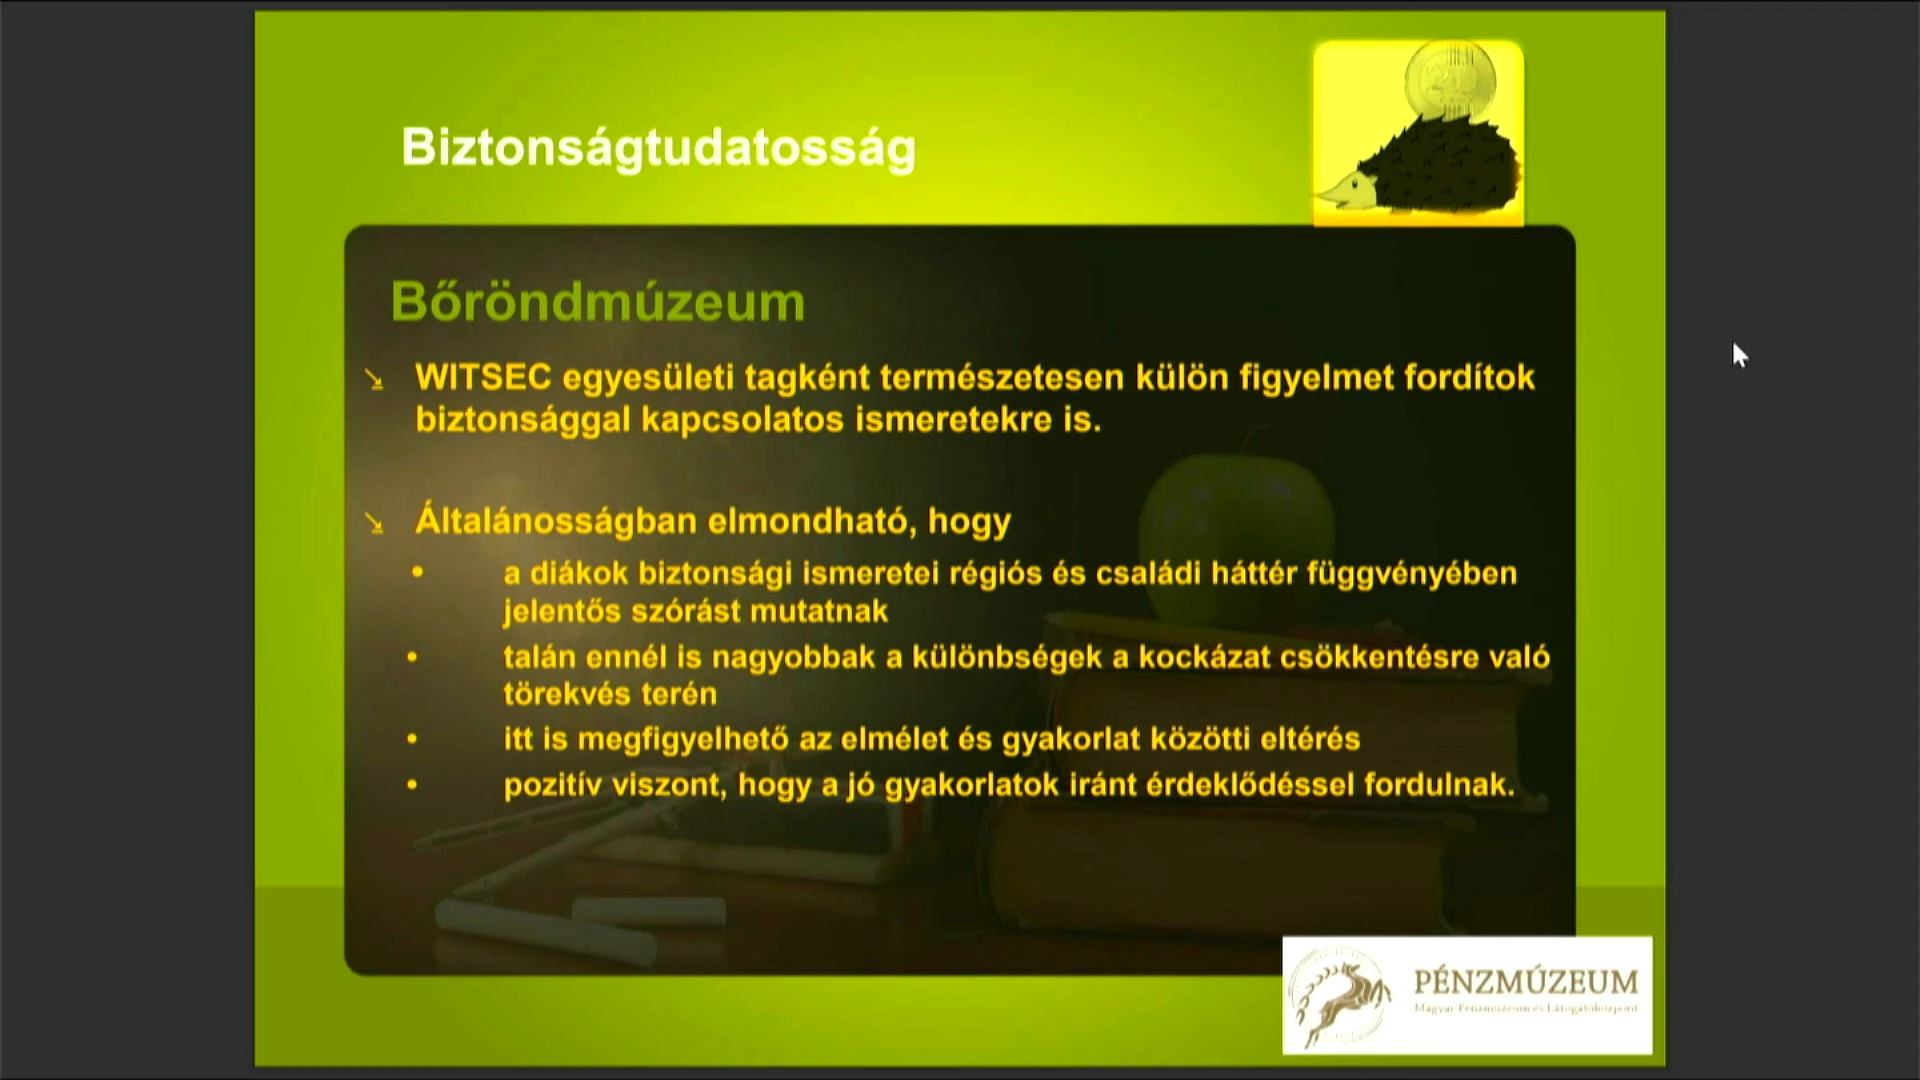 Biztonságtudatosság
20
Bőröndmúzeum
WITSEC egyesületi tagként természetesen külön figyelmet fordítok
biztonsággal kapcsolatos ismeretekre is.
Általánosságban elmondható, hogy
• a diákok biztonsági ismeretei régiós és családi háttér függvényében
jelentős szórást mutatnak
• talán ennél is nagyobbak a különbségek a kockázat csökkentésre való
törekvés terén
• itt is megfigyelhető az elmélet és gyakorlat közötti eltérés
• pozitív viszont, hogy a jó gyakorlatok iránt érdeklődéssel fordulnak.
PÉNZMÚZEUM
Magyar Pénzmúzeum és Látogatóközpont